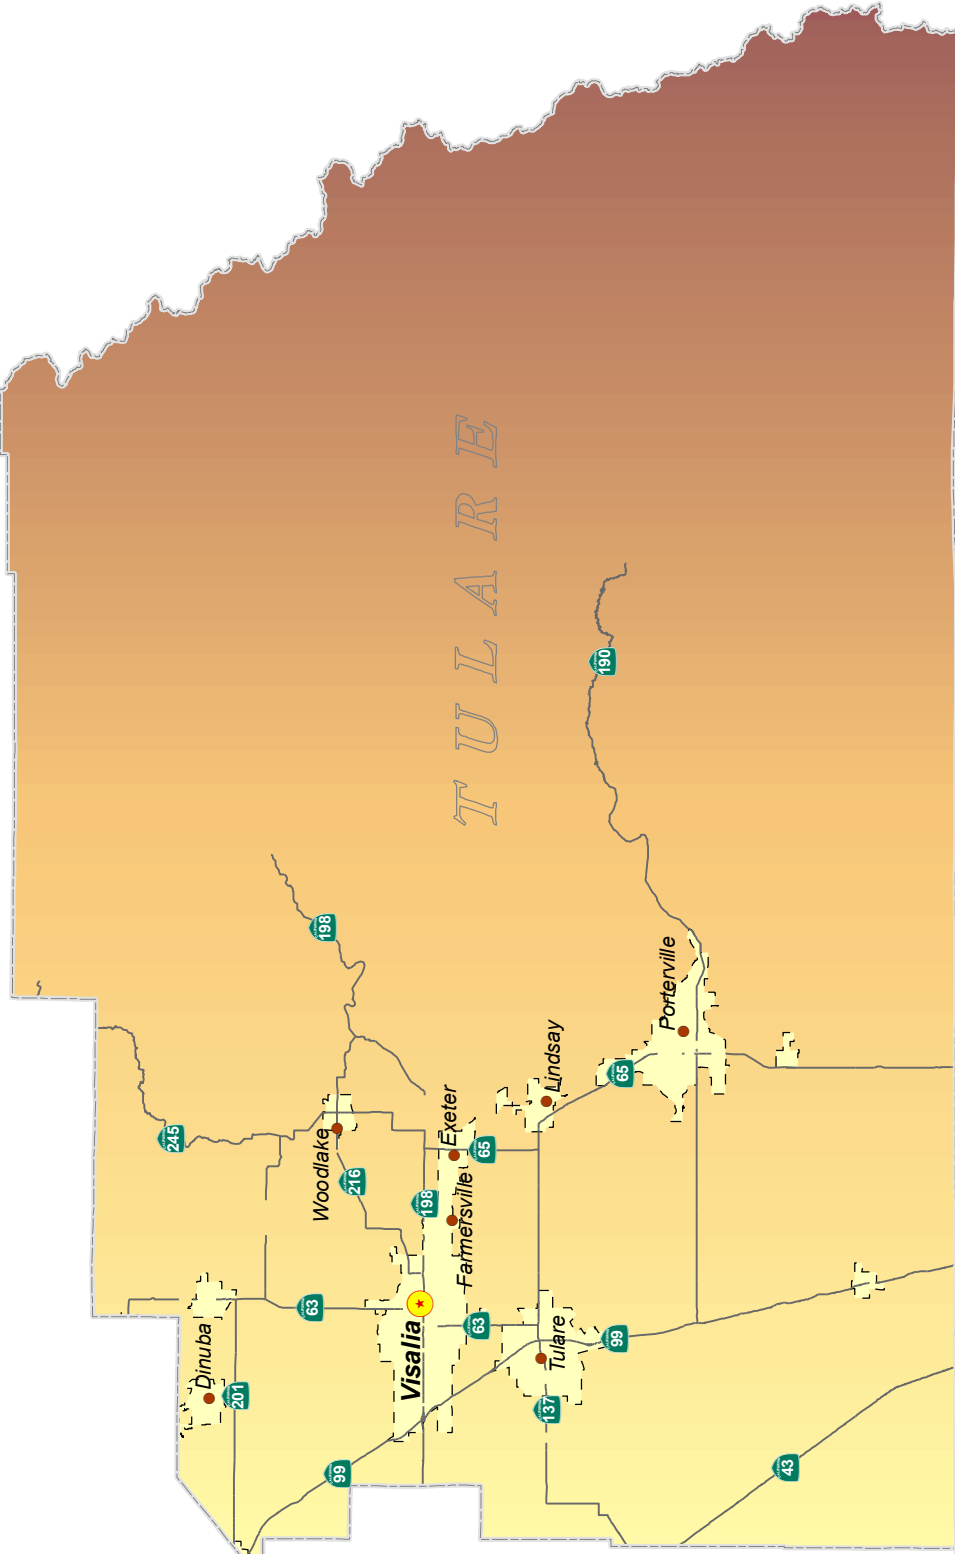 TULARE
190
198
Porterville
Lindsay
65
245
Woodlake
Exeter
65
216
198
Farmersville
63
Dinuba
Visalia
63
Tulare
99
201
137
99
43